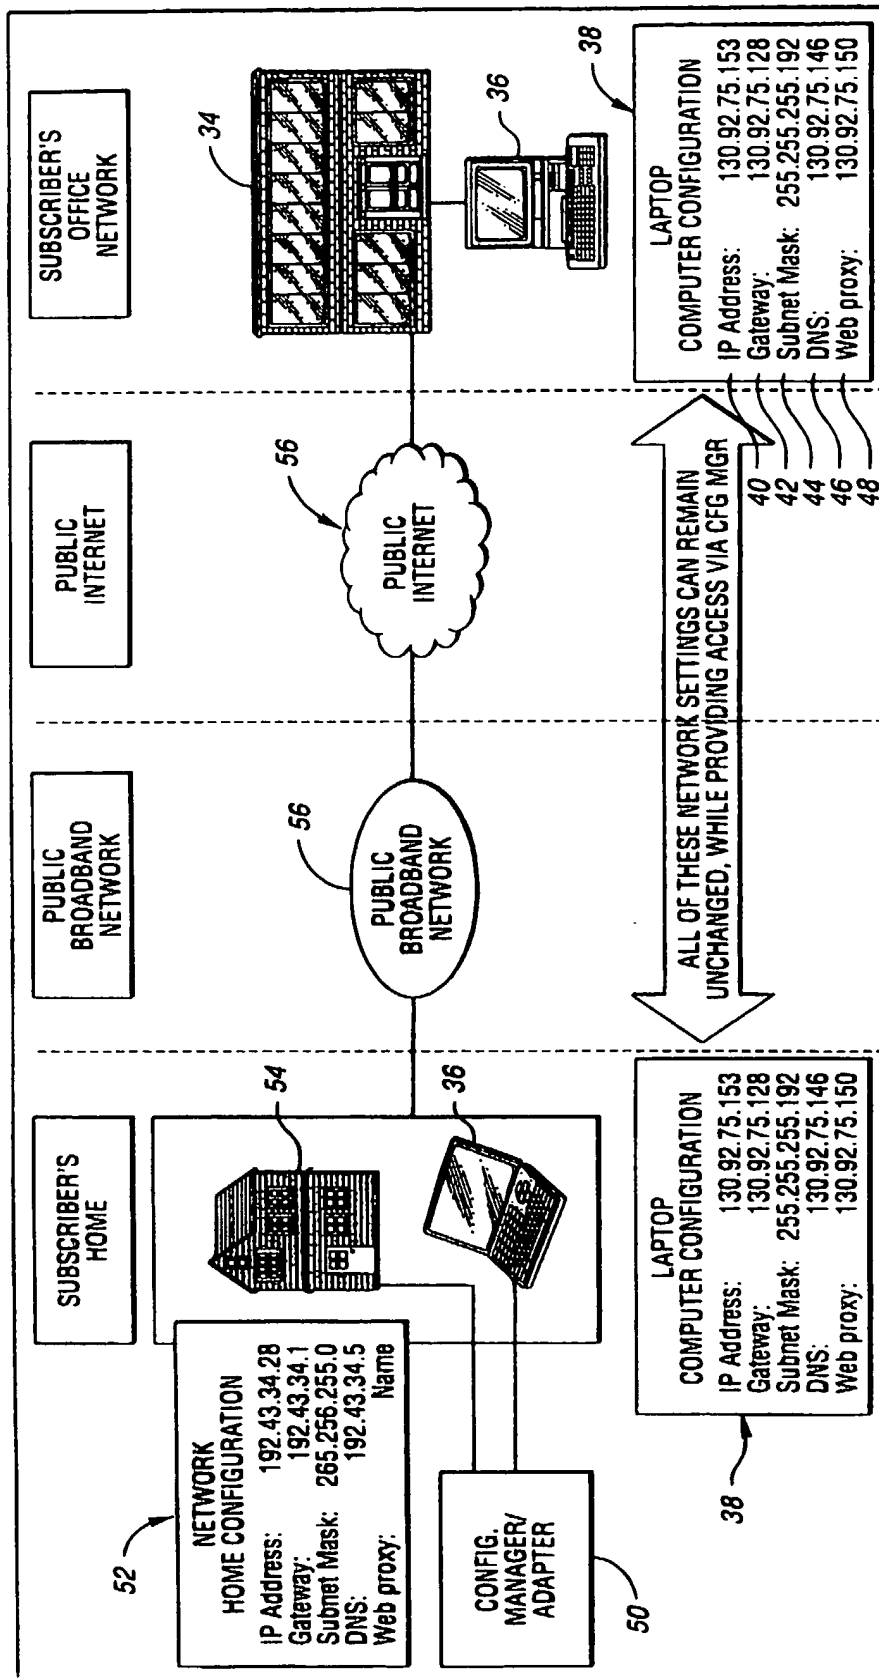 SUBSCRIBER'S
HOME
PUBLIC
BROADBAND
NETWORK
PUBLIC
INTERNET
SUBSCRIBER'S
OFFICE
NETWORK
52
NETWORK
HOME CONFIGURATION
IP Address: 192.43.34.28
Gateway: 192.43.34.1
Subnet Mask: 265.256.255.0
DNS: 192.43.34.5
Web proxy: Name
54
36
CONFIG.
MANAGER/
ADAPTER
50
56
PUBLIC
BROADBAND
NETWORK
56
PUBLIC
INTERNET
34
36
38
LAPTOP
COMPUTER CONFIGURATION
IP Address: 130.92.75.153
Gateway: 130.92.75.128
Subnet Mask: 255.255.255.192
DNS: 130.92.75.146
Web proxy: 130.92.75.150
ALL OF THESE NETWORK SETTINGS CAN REMAIN
UNCHANGED, WHILE PROVIDING ACCESS VIA CFG MGR
38
LAPTOP
COMPUTER CONFIGURATION
40 IP Address: 130.92.75.153
42 Gateway: 130.92.75.128
44 Subnet Mask: 255.255.255.192
46 DNS: 130.92.75.146
48 Web proxy: 130.92.75.150